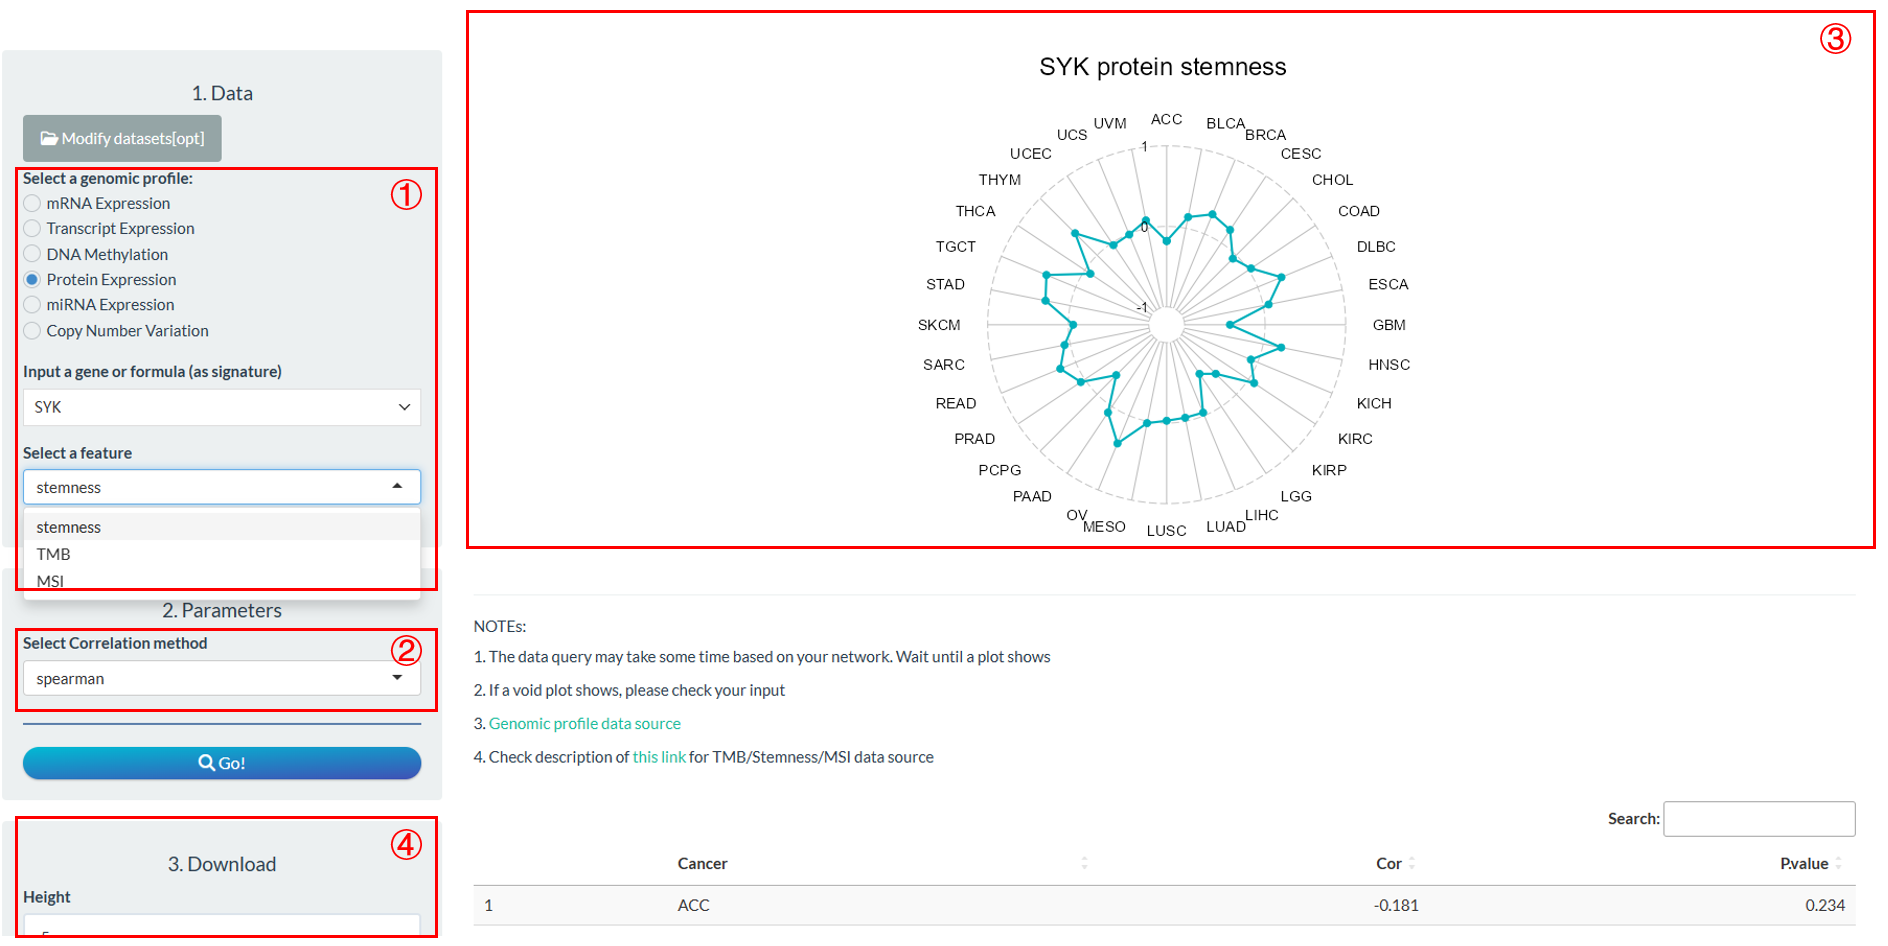 1. Data
Modify datasets[opt]
Select a genomic profile:
①
mRNA Expression
Transcript Expression
DNA Methylation
Protein Expression
miRNA Expression
Copy Number Variation
Input a gene or formula (as signature)
SYK
Select a feature
stemness
stemness
TMB
MSI
2. Parameters
Select Correlation method
②
spearman
Go!
④
3. Download
Height
5
③
SYK protein stemness
ACC
BLCA
BRCA
CESC
CHOL
COAD
DLBC
ESCA
GBM
HNSC
KICH
KIRC
KIRP
LGG
LIHC
LUAD
LUSC
MESO
OV
PAAD
PCPG
PRAD
READ
SARC
SKCM
STAD
TGCT
THCA
THYM
UCEC
UCS
UVM
1
0
-1
NOTEs:
1. The data query may take some time based on your network. Wait until a plot shows
2. If a void plot shows, please check your input
3. Genomic profile data source
4. Check description of this link for TMB/Stemness/MSI data source
Search:
Cancer Cor P.value
1 ACC -0.181 0.234